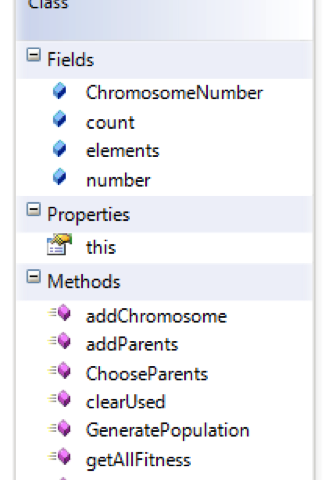 Class
Fields
ChromosomeNumber
count
elements
number
Properties
this
Methods
addChromosome
addParents
ChooseParents
clearUsed
GeneratePopulation
getAllFitness